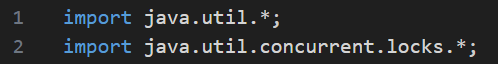 1 import java.util.*;
2 import java.util.concurrent.locks.*;